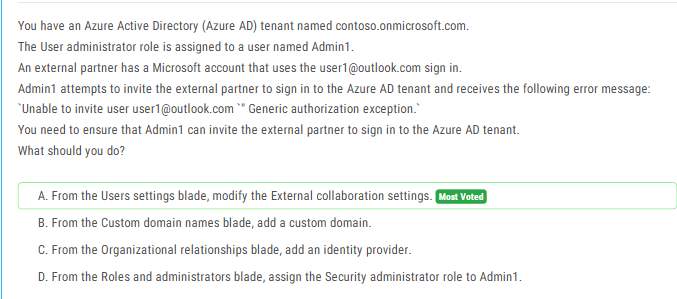 You have an Azure Active Directory (Azure AD) tenant named contoso.onmicrosoft.com.
The User administrator role is assigned to a user named Admin1.
An external partner has a Microsoft account that uses the user1@outlook.com sign in.
Admin1 attempts to invite the external partner to sign in to the Azure AD tenant and receives the following error message:
`Unable to invite user user1@outlook.com `" Generic authorization exception.`
You need to ensure that Admin1 can invite the external partner to sign in to the Azure AD tenant.
What should you do?
A. From the Users settings blade, modify the External collaboration settings. Most Voted
B. From the Custom domain names blade, add a custom domain.
C. From the Organizational relationships blade, add an identity provider.
D. From the Roles and administrators blade, assign the Security administrator role to Admin1.